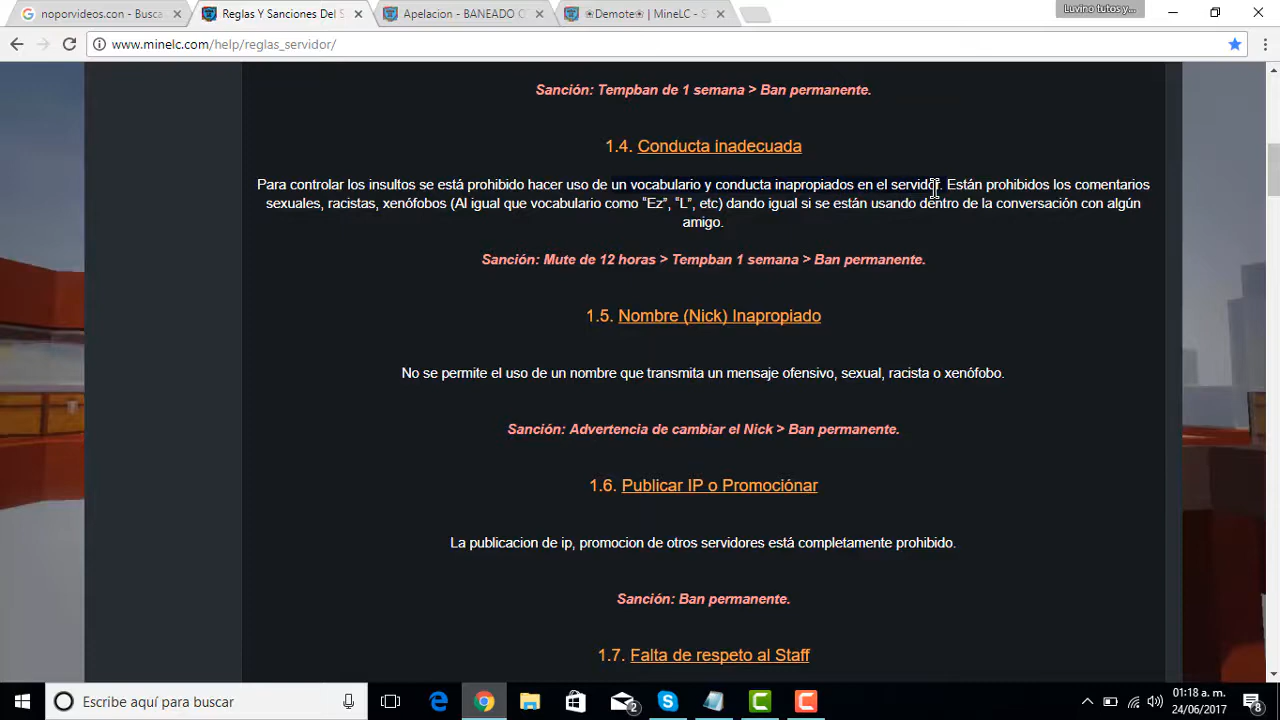 noporvideos.con - Busca
Reglas Y Sanciones Del S
Apelacion - BANEADO O
®Demote® | MineLC - S
Luvino tutos y...
www.minelc.com/help/reglas_servidor/
Sanción: Tempban de 1 semana > Ban permanente.
1.4. Conducta inadecuada
Para controlar los insultos se está prohibido hacer uso de un vocabulario y conducta inapropiados en el servidor. Están prohibidos los comentarios
sexuales, racistas, xenófobos (Al igual que vocabulario como “Ez”, “L”, etc) dando igual si se están usando dentro de la conversación con algún
amigo.
Sanción: Mute de 12 horas > Tempban 1 semana > Ban permanente.
1.5. Nombre (Nick) Inapropiado
No se permite el uso de un nombre que transmita un mensaje ofensivo, sexual, racista o xenófobo.
Sanción: Advertencia de cambiar el Nick > Ban permanente.
1.6. Publicar IP o Promociónar
La publicacion de ip, promocion de otros servidores está completamente prohibido.
Sanción: Ban permanente.
1.7. Falta de respeto al Staff
Escribe aquí para buscar
2
01:18 a. m.
24/06/2017
8